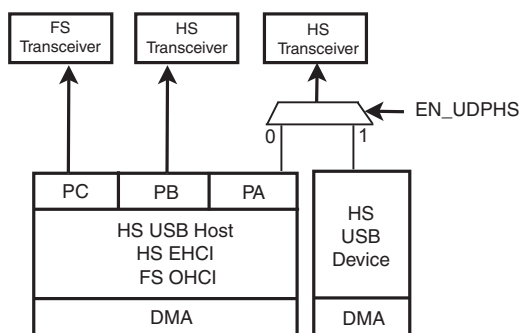 FS
Transceiver
HS
Transceiver
HS
Transceiver
EN_UDPHS
0
1
PC
PB
PA
HS USB Host
HS EHCI
FS OHCI
DMA
HS
USB
Device
DMA